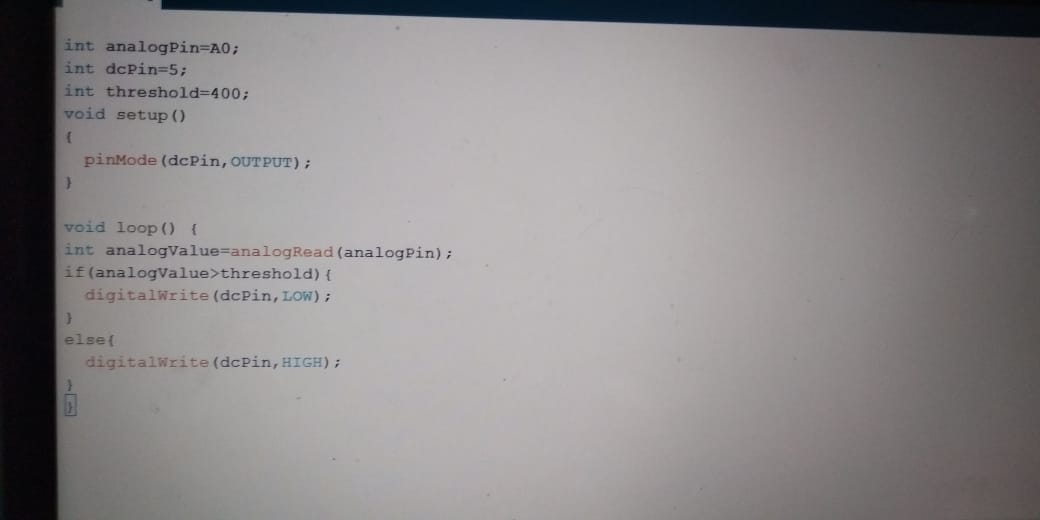 int analogPin=A0;
int dcPin=5;
int threshold=400;
void setup()
{
  pinMode(dcPin,OUTPUT);
}

void loop() {
int analogValue=analogRead(analogPin);
if(analogValue>threshold){
  digitalWrite(dcPin,LOW);
}
else{
  digitalWrite(dcPin,HIGH);
}
}